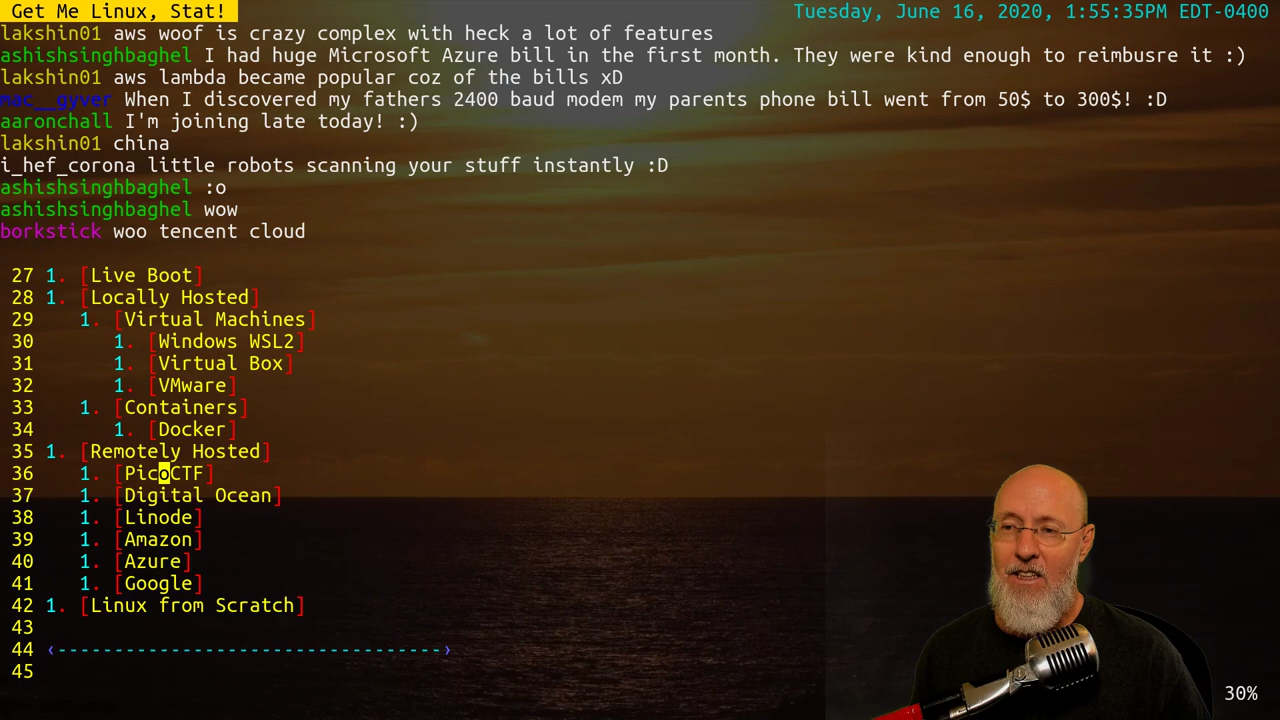 Get Me Linux, Stat!
Tuesday, June 16, 2020, 1:55:35PM EDT-0400
lakshin01 aws woof is crazy complex with heck a lot of features
ashishsinghbaghel I had huge Microsoft Azure bill in the first month. They were kind enough to reimbusre it :)
lakshin01 aws lambda became popular coz of the bills xD
mac__gyver When I discovered my fathers 2400 baud modem my parents phone bill went from 50$ to 300$! :D
aaronchall I'm joining late today! :)
lakshin01 china
i_hef_corona little robots scanning your stuff instantly :D
ashishsinghbaghel :o
ashishsinghbaghel wow
borkstick woo tencent cloud
27 1. [Live Boot]
28 1. [Locally Hosted]
29 1. [Virtual Machines]
30 1. [Windows WSL2]
31 1. [Virtual Box]
32 1. [VMware]
33 1. [Containers]
34 1. [Docker]
35 1. [Remotely Hosted]
36 1. [PicoCTF]
37 1. [Digital Ocean]
38 1. [Linode]
39 1. [Amazon]
40 1. [Azure]
41 1. [Google]
42 1. [Linux from Scratch]
43
44 ‹----------------------------------›
45
30%